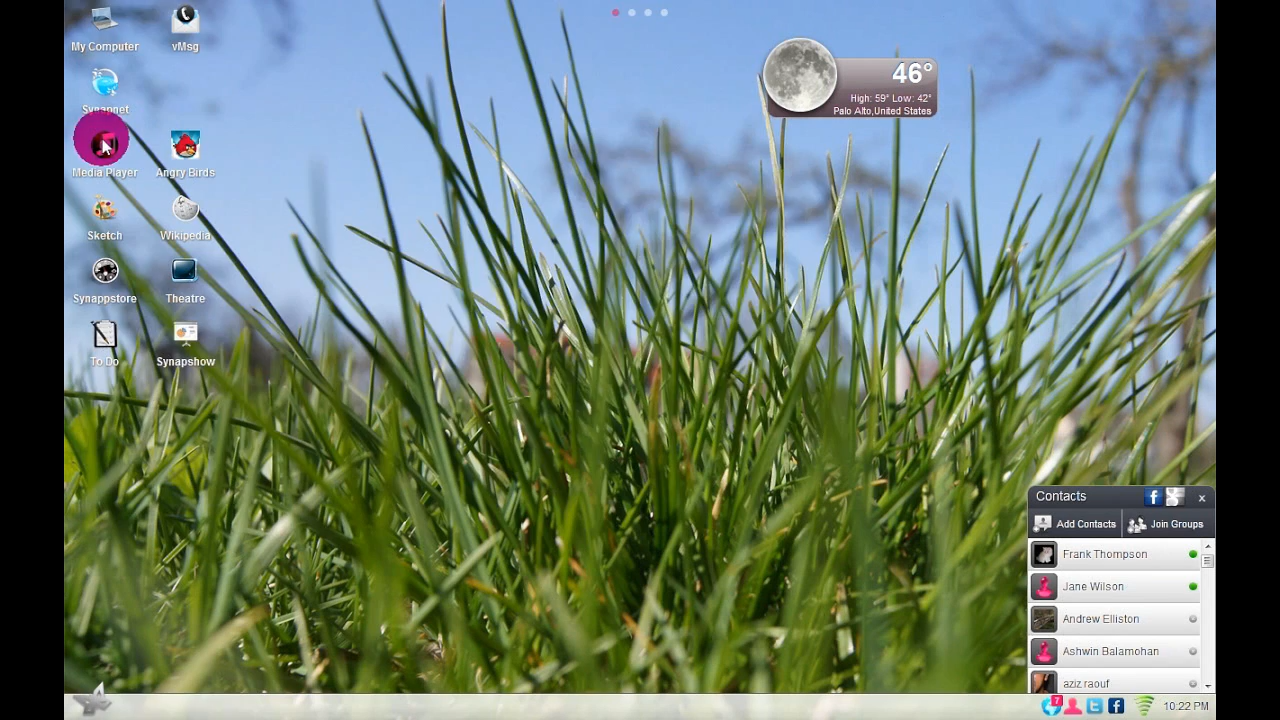 My Computer
vMsg
Synapnet
Media Player
Angry Birds
Sketch
Wikipedia
Synappstore
Theatre
To Do
Synapshow
46°
High: 59° Low: 42°
Palo Alto,United States
Contacts
f
x
Add Contacts
Join Groups
Frank Thompson
Jane Wilson
Andrew Elliston
Ashwin Balamohan
aziz raouf
7
10:22 PM